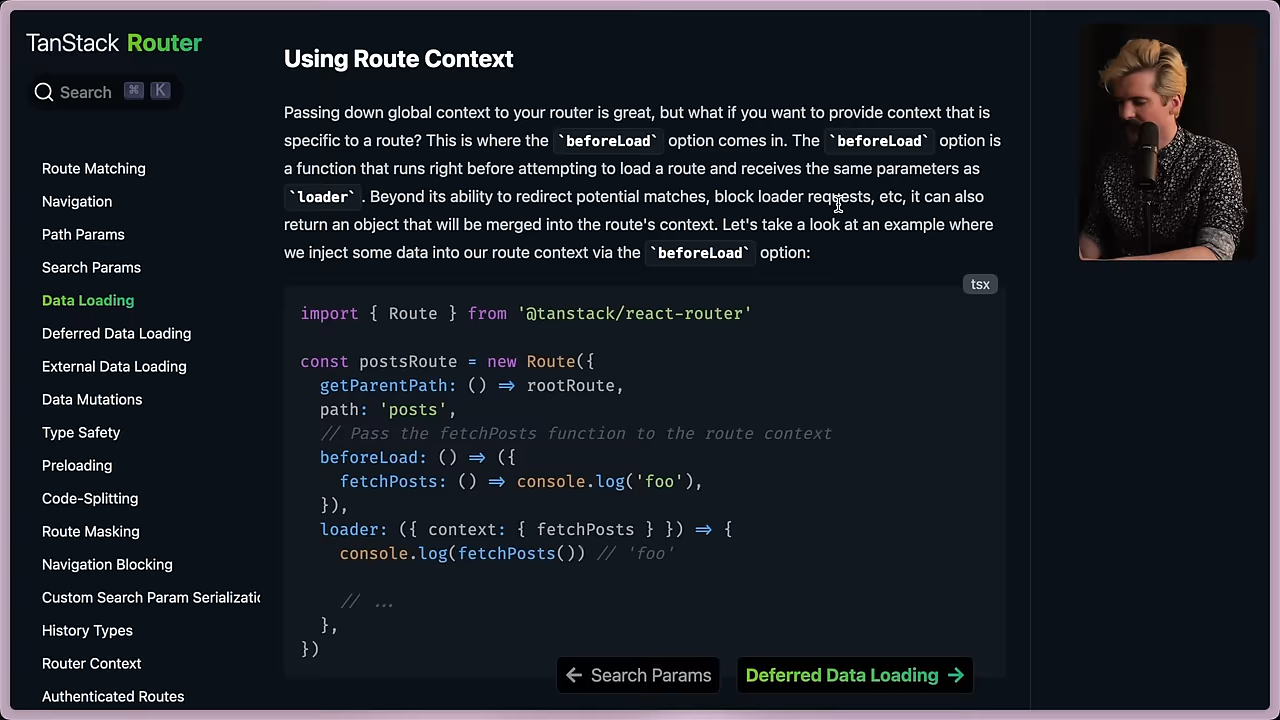 TanStack Router
Search ⌘ K
Route Matching
Navigation
Path Params
Search Params
Data Loading
Deferred Data Loading
External Data Loading
Data Mutations
Type Safety
Preloading
Code-Splitting
Route Masking
Navigation Blocking
Custom Search Param Serializatio
History Types
Router Context
Authenticated Routes
Using Route Context
Passing down global context to your router is great, but what if you want to provide context that is
specific to a route? This is where the `beforeLoad` option comes in. The `beforeLoad` option is
a function that runs right before attempting to load a route and receives the same parameters as
`loader` . Beyond its ability to redirect potential matches, block loader requests, etc, it can also
return an object that will be merged into the route's context. Let's take a look at an example where
we inject some data into our route context via the `beforeLoad` option:
tsx
import { Route } from '@tanstack/react-router'
const postsRoute = new Route({
getParentPath: () => rootRoute,
path: 'posts',
// Pass the fetchPosts function to the route context
beforeLoad: () => ({
fetchPosts: () => console.log('foo'),
}),
loader: ({ context: { fetchPosts } }) => {
console.log(fetchPosts()) // 'foo'
// ...
},
})
← Search Params
Deferred Data Loading →